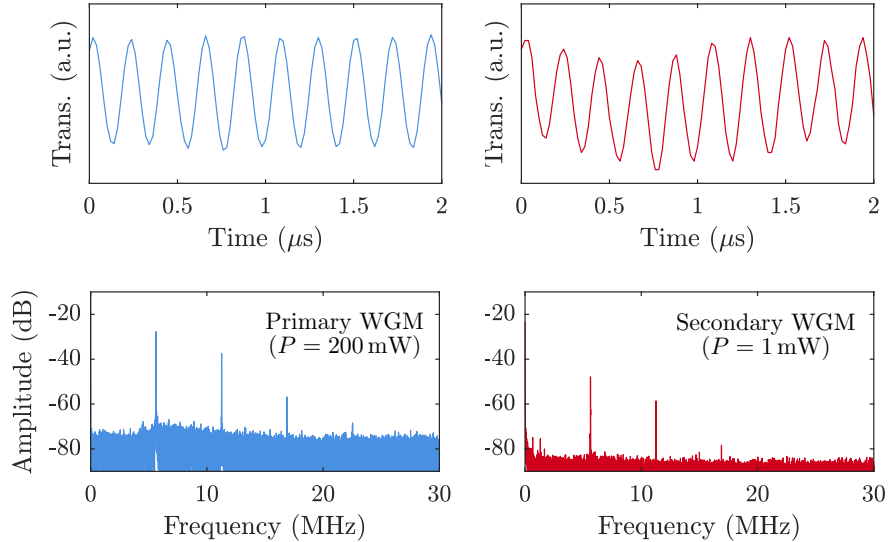 Trans. (a.u.)
0 0.5 1 1.5 2
Time (μs)
Trans. (a.u.)
0 0.5 1 1.5 2
Time (μs)
Amplitude (dB)
-20
-40
-60
-80
Primary WGM
(P = 200 mW)
0 10 20 30
Frequency (MHz)
-20
-40
-60
-80
Secondary WGM
(P = 1 mW)
0 10 20 30
Frequency (MHz)